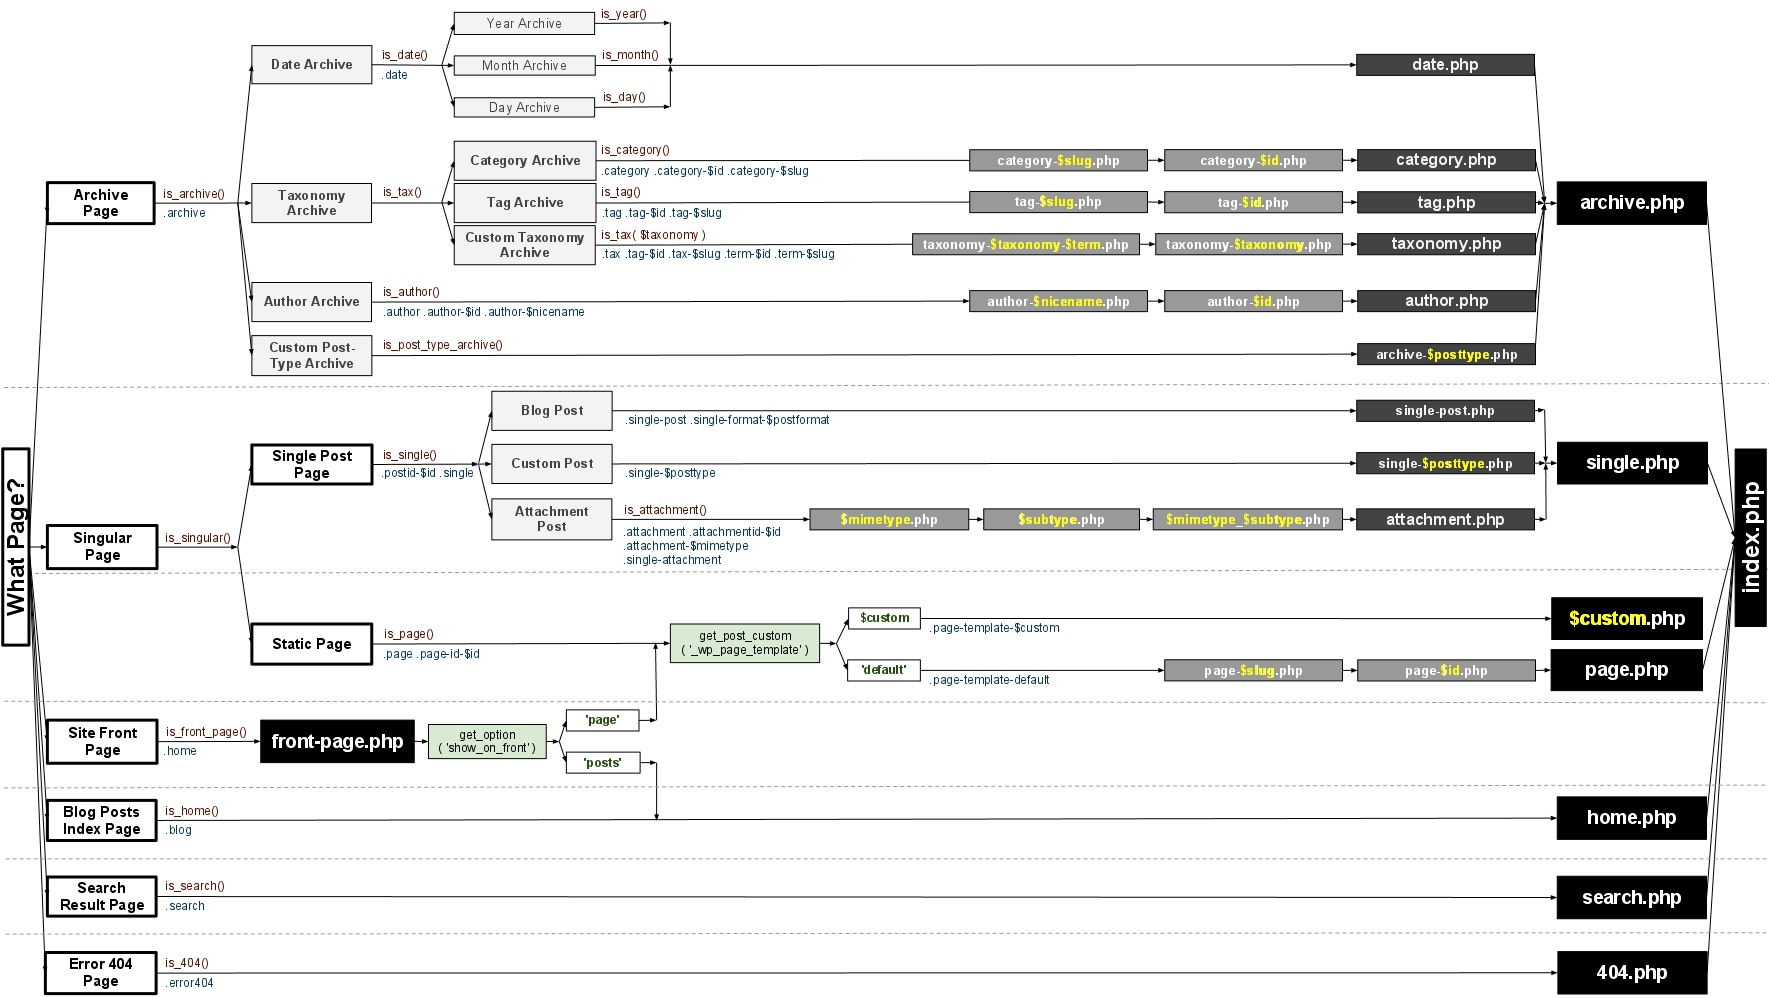 What Page?
Archive
Page
is_archive()
.archive
Date Archive
is_date()
.date
Year Archive
is_year()
Month Archive
is_month()
Day Archive
is_day()
date.php
Taxonomy
Archive
is_tax()
Category Archive
is_category()
.category .category-$id .category-$slug
category-$slug.php
category-$id.php
category.php
Tag Archive
is_tag()
.tag .tag-$id .tag-$slug
tag-$slug.php
tag-$id.php
tag.php
Custom Taxonomy
Archive
is_tax( $taxonomy )
.tax .tag-$id .tax-$slug .term-$id .term-$slug
taxonomy-$taxonomy-$term.php
taxonomy-$taxonomy.php
taxonomy.php
Author Archive
is_author()
.author .author-$id .author-$nicename
author-$nicename.php
author-$id.php
author.php
Custom Post-
Type Archive
is_post_type_archive()
archive-$posttype.php
archive.php
Singular
Page
is_singular()
Single Post
Page
is_single()
.postid-$id .single
Blog Post
.single-post .single-format-$postformat
single-post.php
Custom Post
.single-$posttype
single-$posttype.php
Attachment
Post
is_attachment()
.attachment .attachmentid-$id
.attachment-$mimetype
.single-attachment
$mimetype.php
$subtype.php
$mimetype_$subtype.php
attachment.php
single.php
Static Page
is_page()
.page .page-id-$id
get_post_custom
( '_wp_page_template' )
$custom
.page-template-$custom
$custom.php
'default'
.page-template-default
page-$slug.php
page-$id.php
page.php
Site Front
Page
is_front_page()
.home
front-page.php
get_option
( 'show_on_front' )
'page'
'posts'
Blog Posts
Index Page
is_home()
.blog
home.php
Search
Result Page
is_search()
.search
search.php
Error 404
Page
is_404()
.error404
404.php
index.php